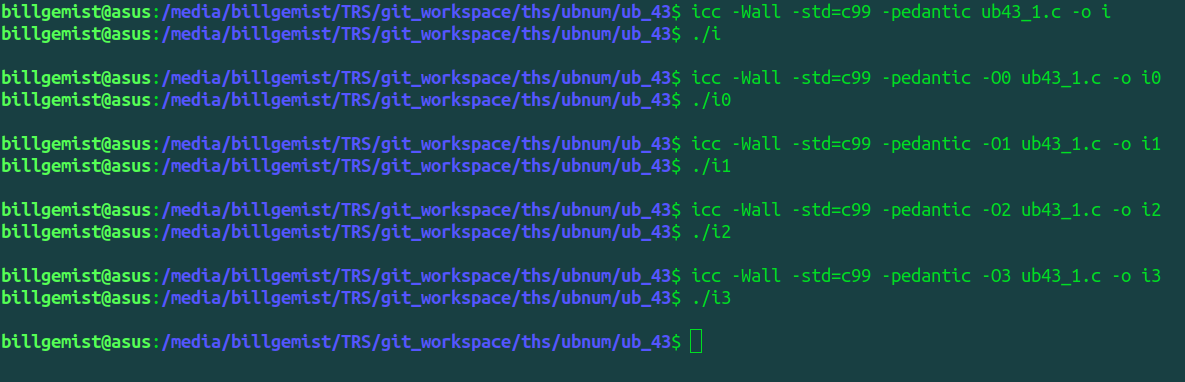 billgemist@asus:/media/billgemist/TRS/git_workspace/ths/ubnum/ub_43$ icc -Wall -std=c99 -pedantic ub43_1.c -o i
billgemist@asus:/media/billgemist/TRS/git_workspace/ths/ubnum/ub_43$ ./i
billgemist@asus:/media/billgemist/TRS/git_workspace/ths/ubnum/ub_43$ icc -Wall -std=c99 -pedantic -O0 ub43_1.c -o i0
billgemist@asus:/media/billgemist/TRS/git_workspace/ths/ubnum/ub_43$ ./i0
billgemist@asus:/media/billgemist/TRS/git_workspace/ths/ubnum/ub_43$ icc -Wall -std=c99 -pedantic -O1 ub43_1.c -o i1
billgemist@asus:/media/billgemist/TRS/git_workspace/ths/ubnum/ub_43$ ./i1
billgemist@asus:/media/billgemist/TRS/git_workspace/ths/ubnum/ub_43$ icc -Wall -std=c99 -pedantic -O2 ub43_1.c -o i2
billgemist@asus:/media/billgemist/TRS/git_workspace/ths/ubnum/ub_43$ ./i2
billgemist@asus:/media/billgemist/TRS/git_workspace/ths/ubnum/ub_43$ icc -Wall -std=c99 -pedantic -O3 ub43_1.c -o i3
billgemist@asus:/media/billgemist/TRS/git_workspace/ths/ubnum/ub_43$ ./i3
billgemist@asus:/media/billgemist/TRS/git_workspace/ths/ubnum/ub_43$